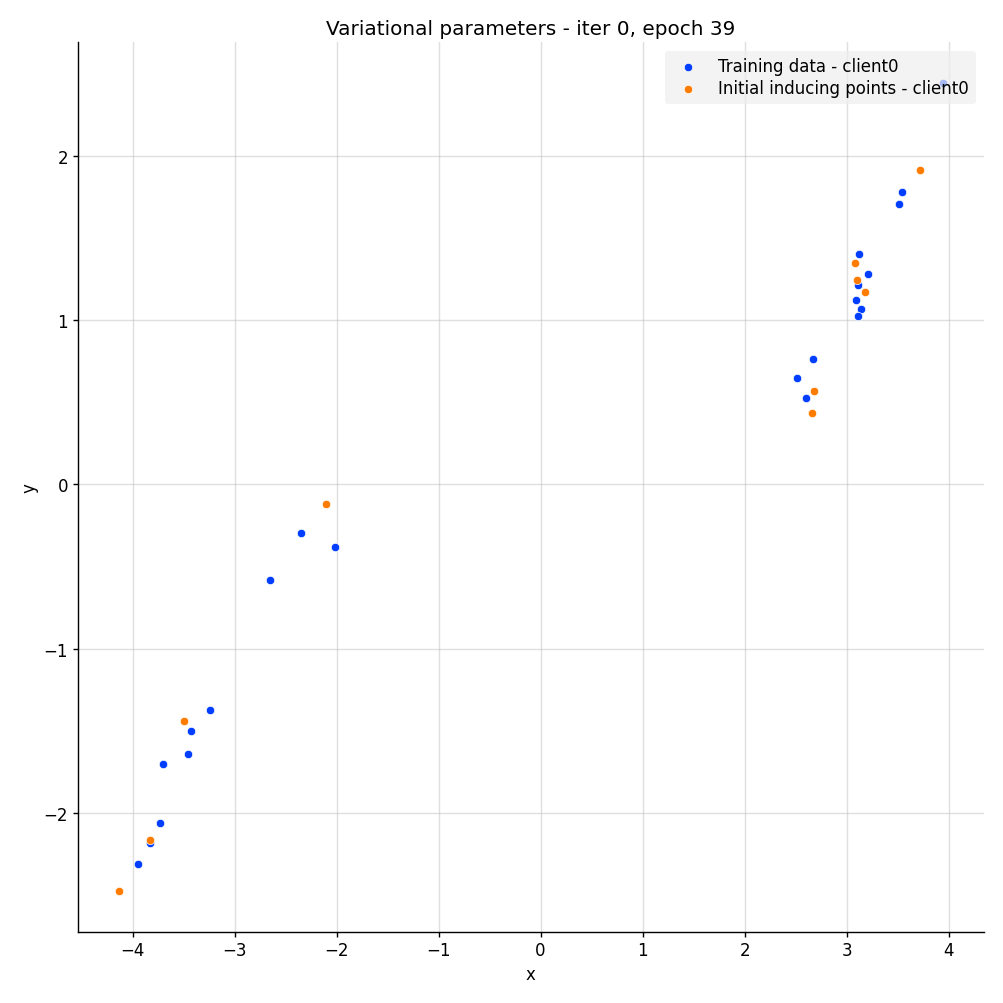 Variational parameters - iter 0, epoch 39
Training data - client0
Initial inducing points - client0
2
1
0
−1
−2
y
−4 −3 −2 −1 0 1 2 3 4
x